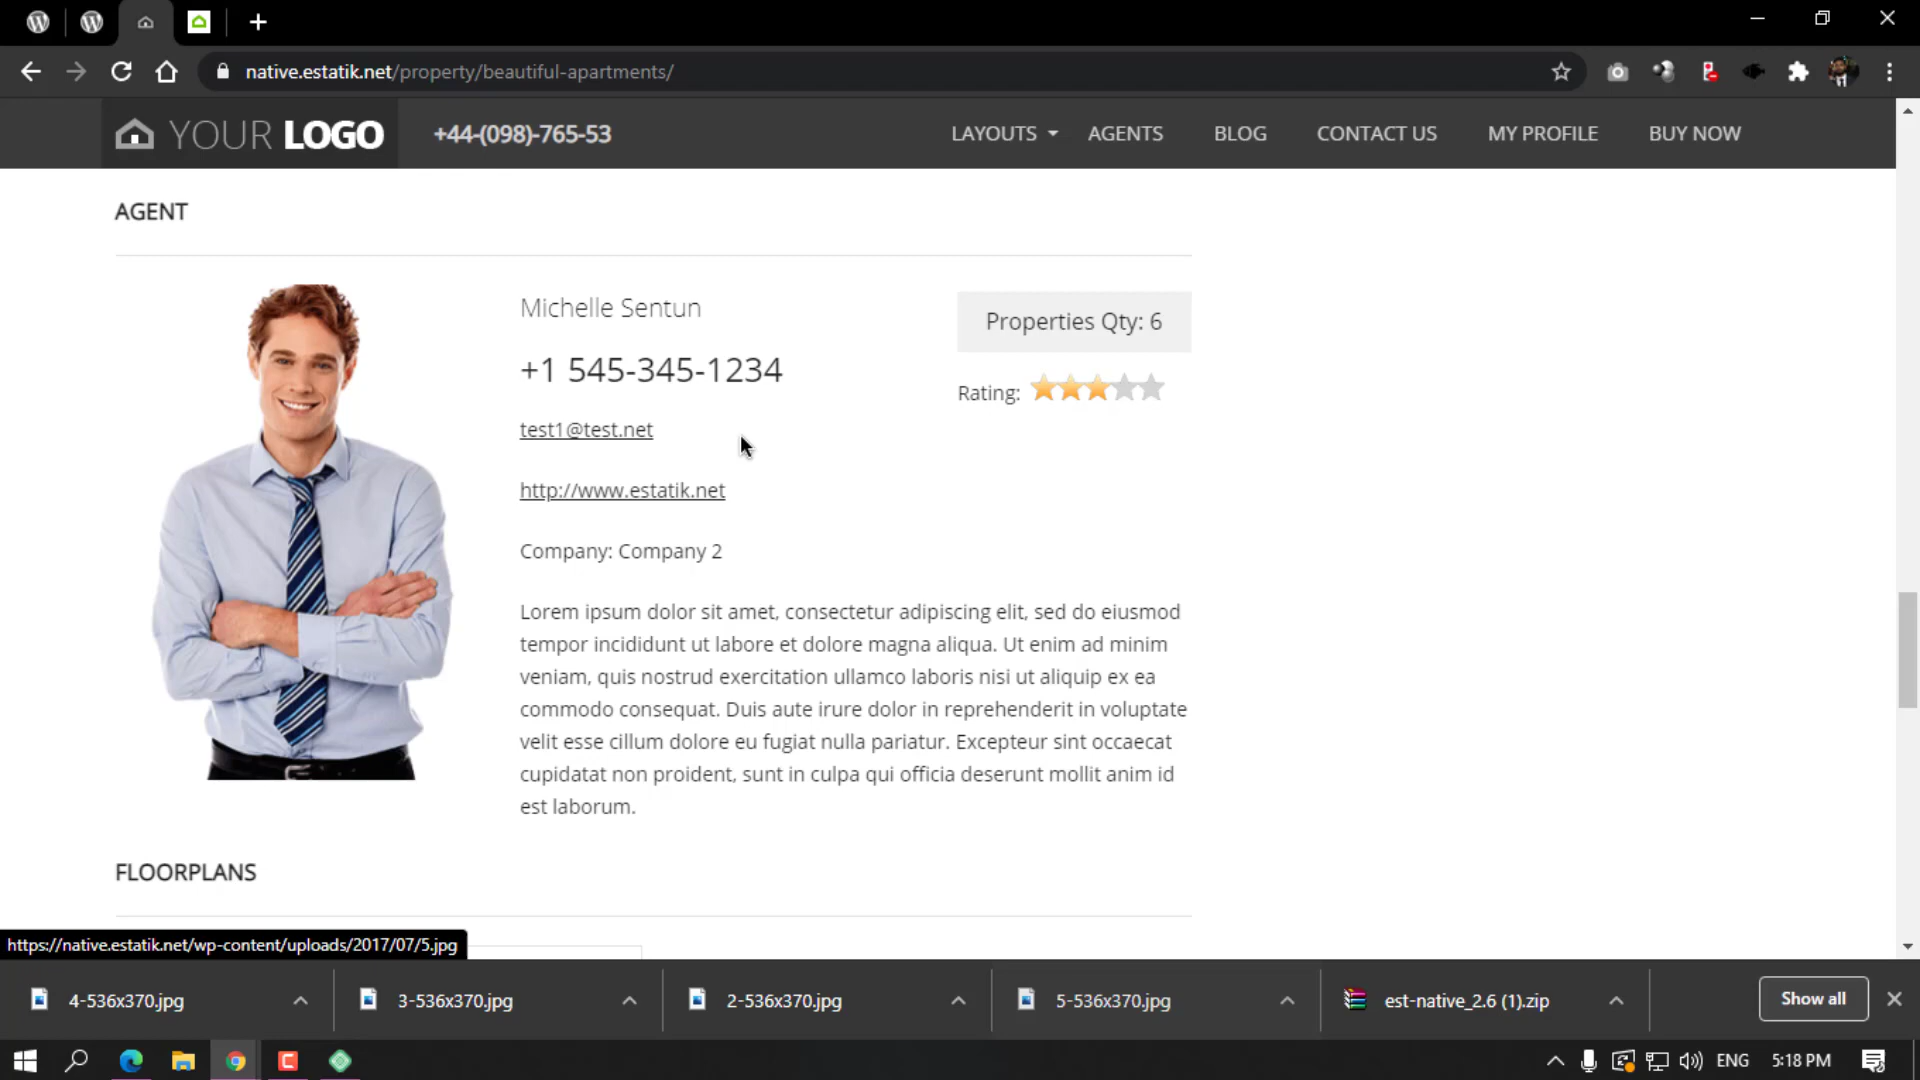 native.estatik.net/property/beautiful-apartments/
YOUR LOGO
+44-(098)-765-53
LAYOUTS
AGENTS
BLOG
CONTACT US
MY PROFILE
BUY NOW
AGENT
Michelle Sentun
+1 545-345-1234
test1@test.net
http://www.estatik.net
Company: Company 2
Properties Qty: 6
Rating:
Lorem ipsum dolor sit amet, consectetur adipiscing elit, sed do eiusmod
tempor incididunt ut labore et dolore magna aliqua. Ut enim ad minim
veniam, quis nostrud exercitation ullamco laboris nisi ut aliquip ex ea
commodo consequat. Duis aute irure dolor in reprehenderit in voluptate
velit esse cillum dolore eu fugiat nulla pariatur. Excepteur sint occaecat
cupidatat non proident, sunt in culpa qui officia deserunt mollit anim id
est laborum.
FLOORPLANS
https://native.estatik.net/wp-content/uploads/2017/07/5.jpg
4-536x370.jpg
3-536x370.jpg
2-536x370.jpg
5-536x370.jpg
est-native_2.6 (1).zip
Show all
ENG
5:18 PM